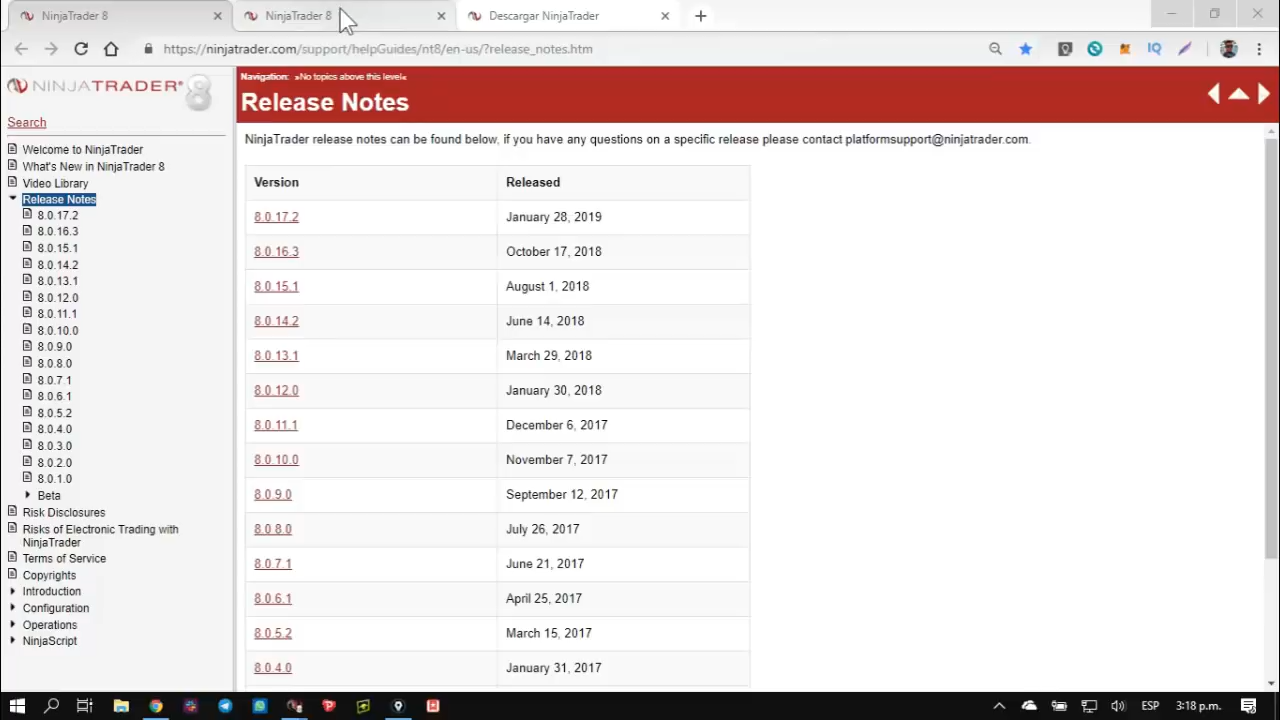 NinjaTrader 8
NinjaTrader 8
Descargar NinjaTrader
https://ninjatrader.com/support/helpGuides/nt8/en-us/?release_notes.htm
IQ
NINJATRADER® 8
Search
Welcome to NinjaTrader
What's New in NinjaTrader 8
Video Library
Release Notes
8.0.17.2
8.0.16.3
8.0.15.1
8.0.14.2
8.0.13.1
8.0.12.0
8.0.11.1
8.0.10.0
8.0.9.0
8.0.8.0
8.0.7.1
8.0.6.1
8.0.5.2
8.0.4.0
8.0.3.0
8.0.2.0
8.0.1.0
Beta
Risk Disclosures
Risks of Electronic Trading with
NinjaTrader
Terms of Service
Copyrights
Introduction
Configuration
Operations
NinjaScript
Navigation: »No topics above this level«
Release Notes
NinjaTrader release notes can be found below, if you have any questions on a specific release please contact platformsupport@ninjatrader.com.
Version Released
8.0.17.2 January 28, 2019
8.0.16.3 October 17, 2018
8.0.15.1 August 1, 2018
8.0.14.2 June 14, 2018
8.0.13.1 March 29, 2018
8.0.12.0 January 30, 2018
8.0.11.1 December 6, 2017
8.0.10.0 November 7, 2017
8.0.9.0 September 12, 2017
8.0.8.0 July 26, 2017
8.0.7.1 June 21, 2017
8.0.6.1 April 25, 2017
8.0.5.2 March 15, 2017
8.0.4.0 January 31, 2017
ESP 3:18 p.m.